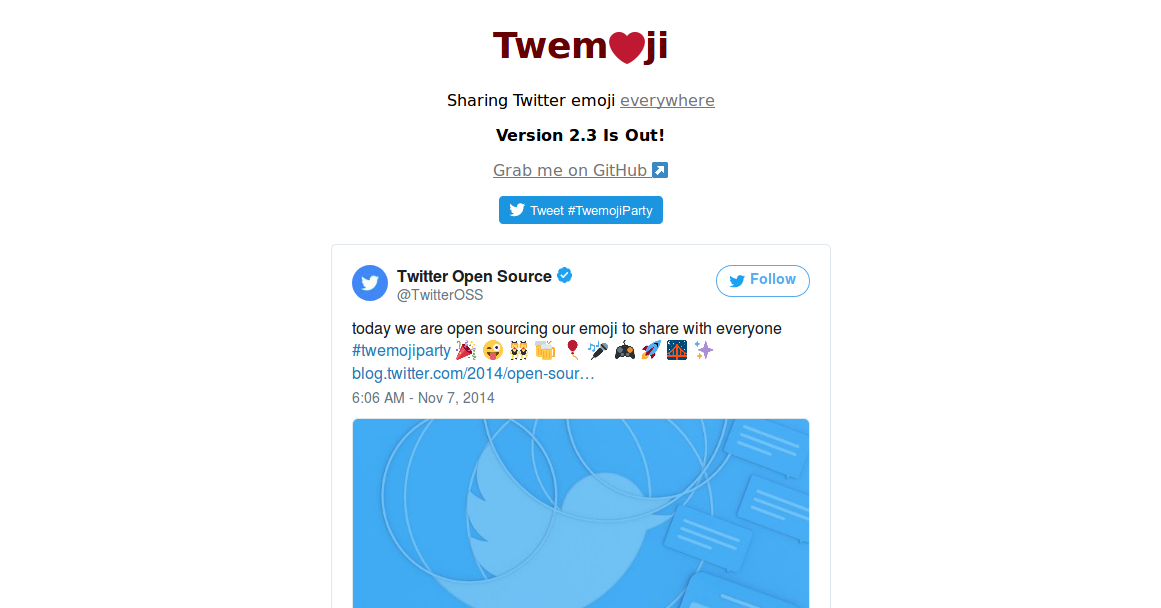 Twem❤ji
Sharing Twitter emoji everywhere
Version 2.3 Is Out!
Grab me on GitHub ↗
Tweet #TwemojiParty
Twitter Open Source
@TwitterOSS
Follow
today we are open sourcing our emoji to share with everyone
#twemojiparty 🎉 😜 👯 🍻 🎈 🎤 🎮 🚀 🌉 ✨
blog.twitter.com/2014/open-sour…
6:06 AM - Nov 7, 2014